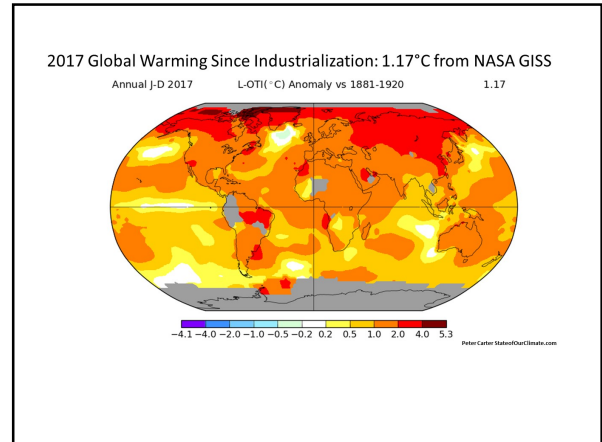 2017 Global Warming Since Industrialization: 1.17°C from NASA GISS
Annual J-D 2017 L-OTI(°C) Anomaly vs 1881-1920 1.17
−4.1 −4.0 −2.0 −1.0 −0.5 −0.2 0.2 0.5 1.0 2.0 4.0 5.3
Peter Carter StateofOurClimate.com